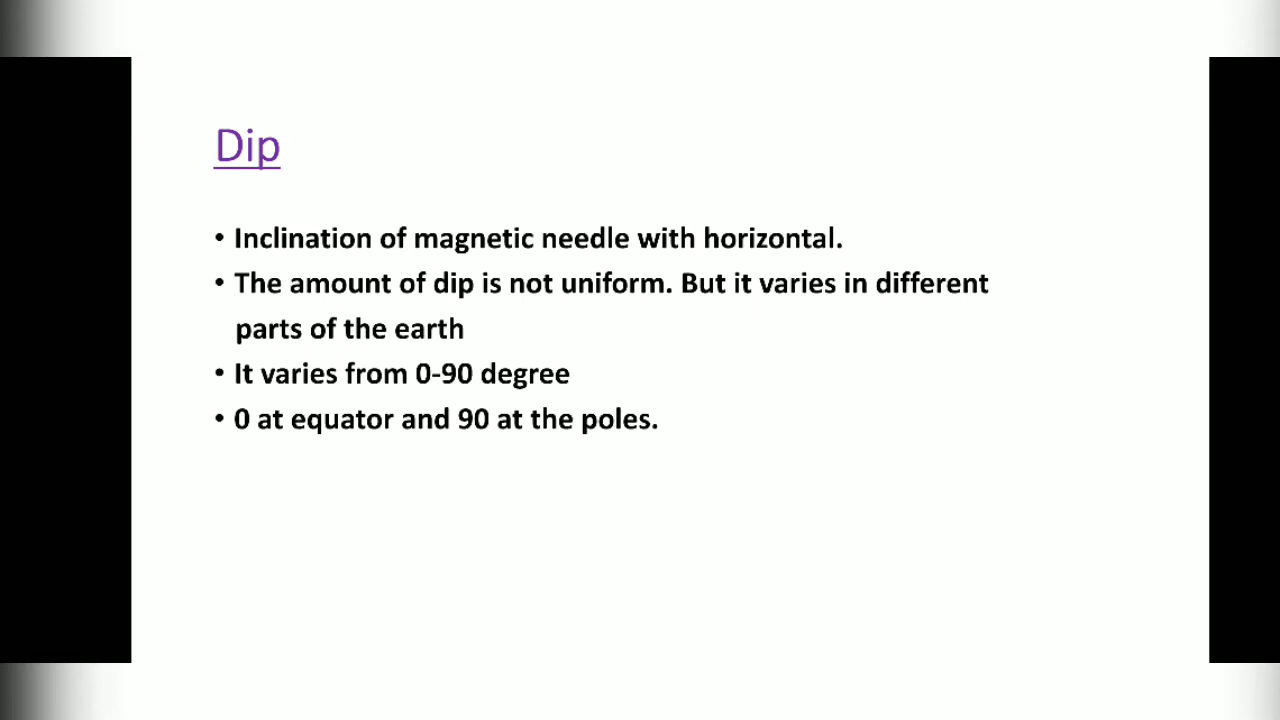 Dip
• Inclination of magnetic needle with horizontal.
• The amount of dip is not uniform. But it varies in different
parts of the earth
• It varies from 0-90 degree
• 0 at equator and 90 at the poles.